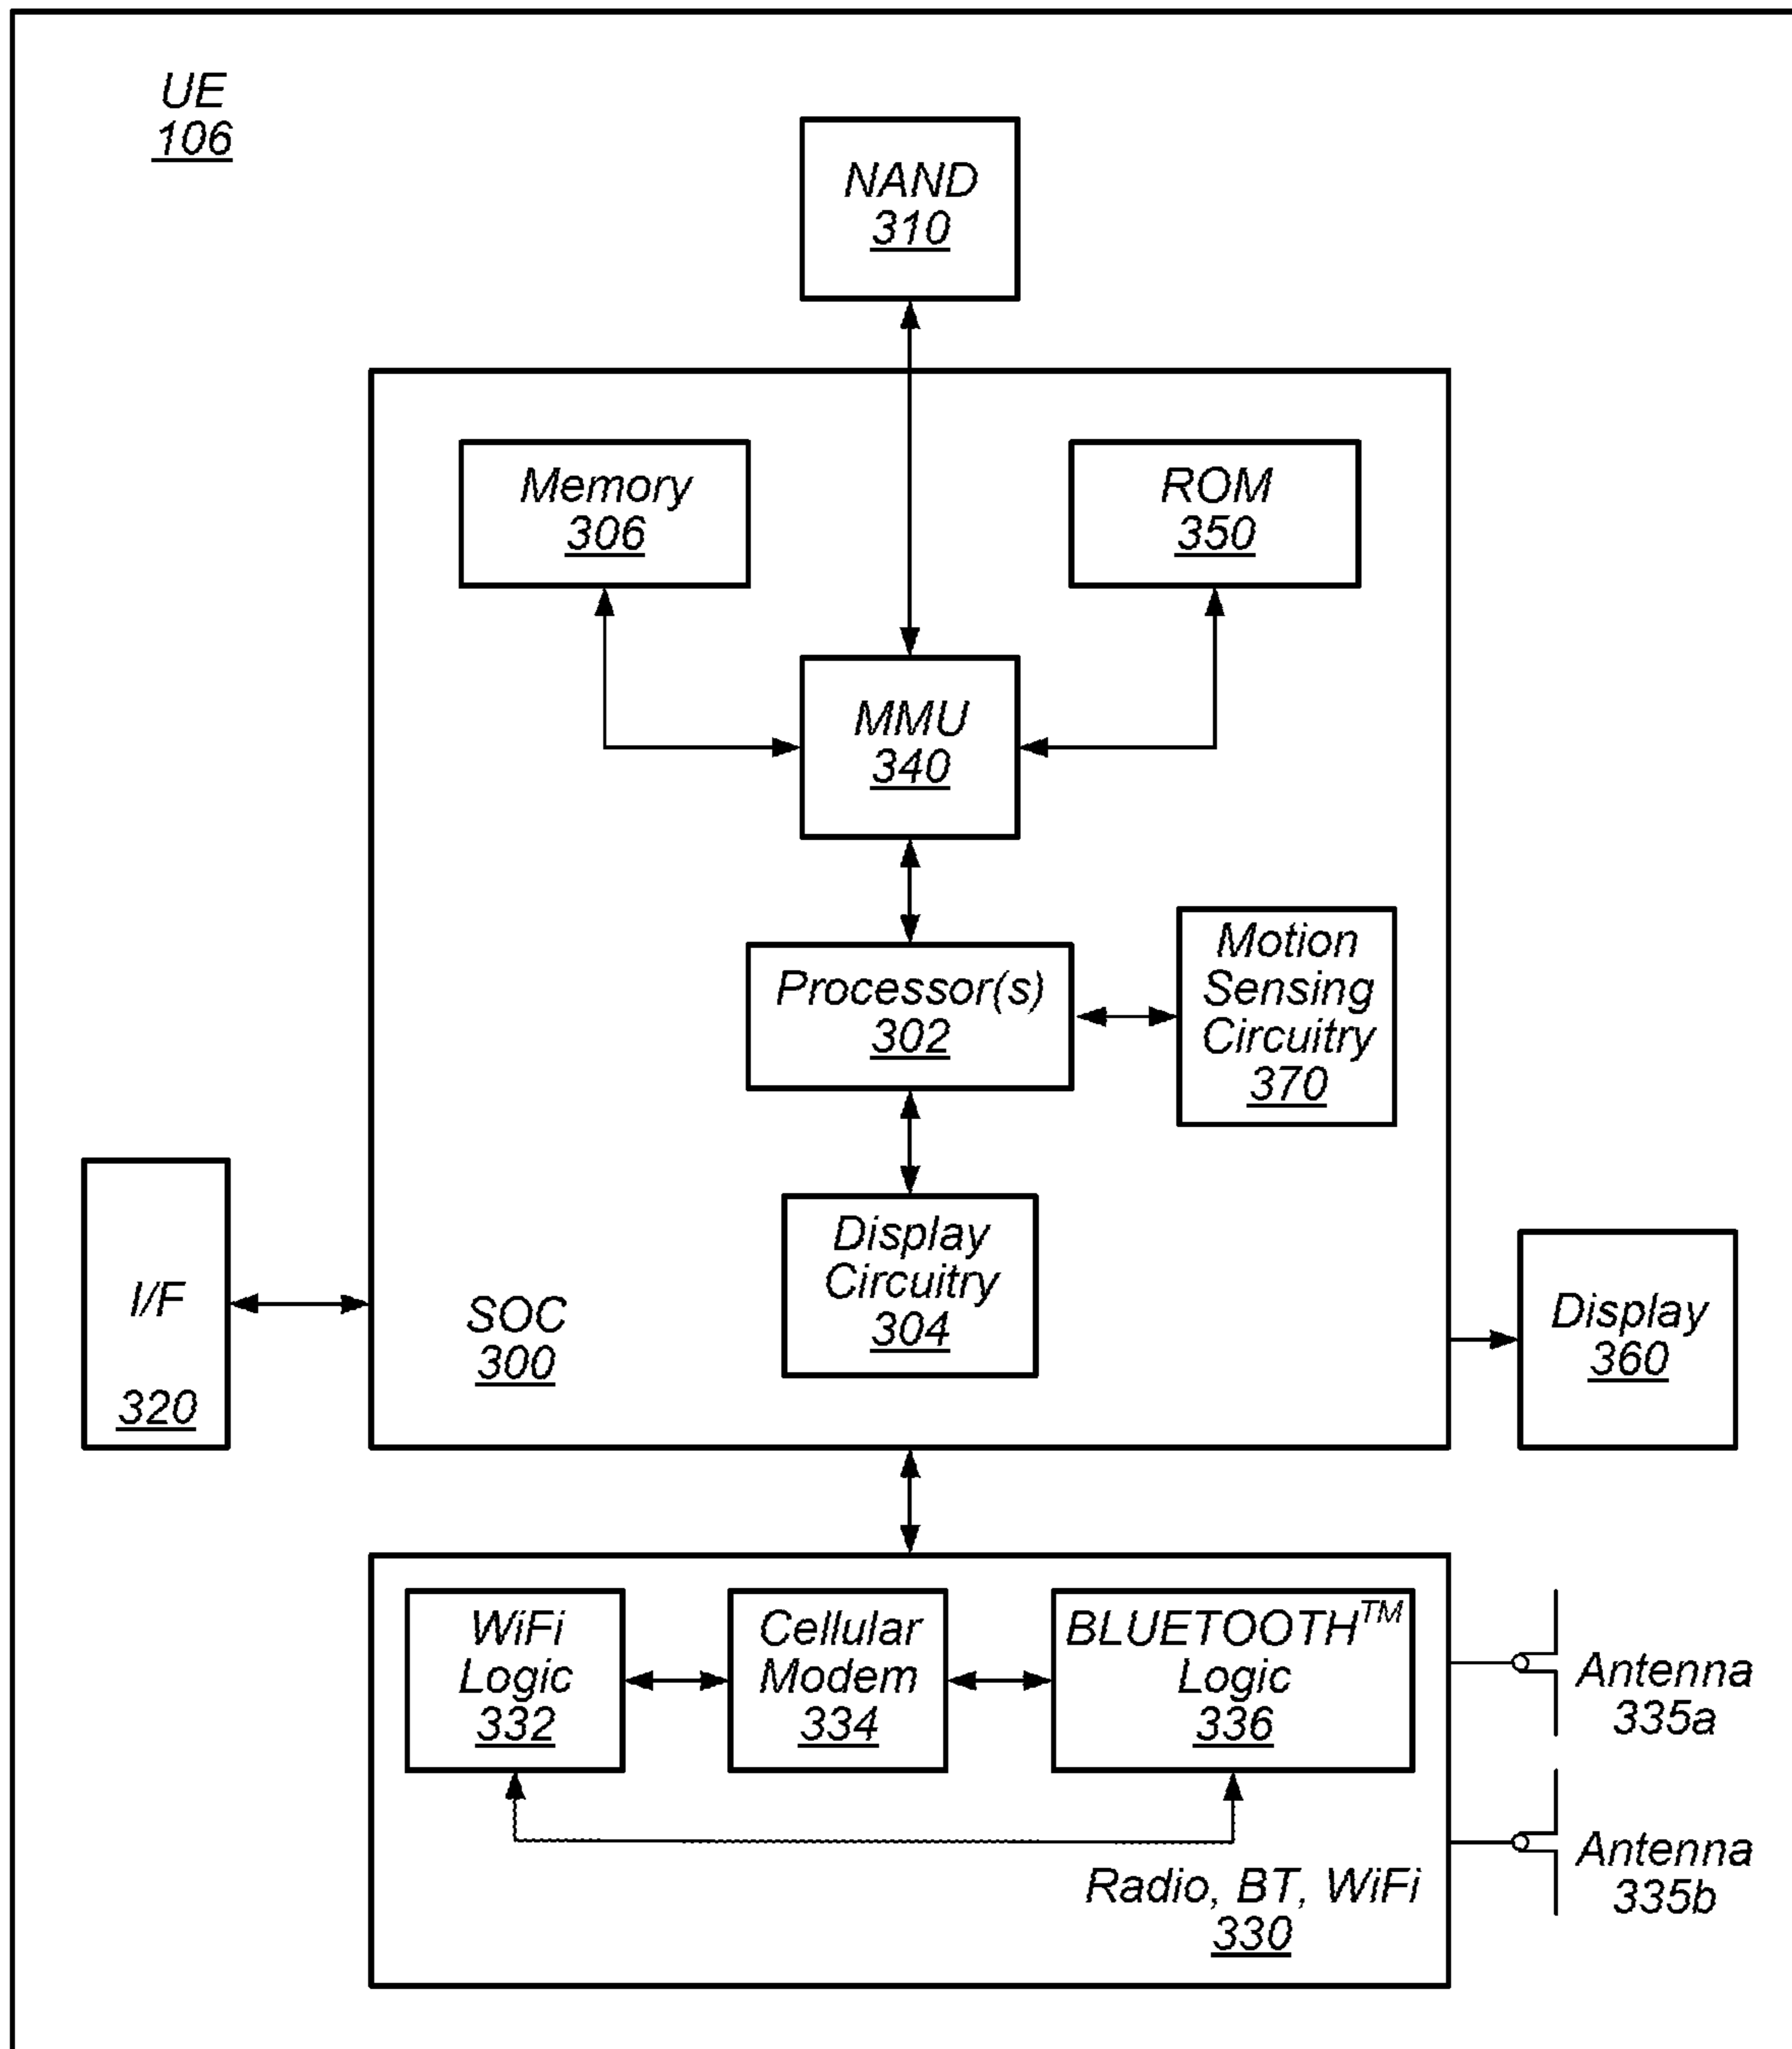 UE
106
NAND
310
Memory
306
ROM
350
MMU
340
Processor(s)
302
Motion
Sensing
Circuitry
370
Display
Circuitry
304
SOC
300
I/F
320
Display
360
WiFi
Logic
332
Cellular
Modem
334
BLUETOOTH™
Logic
336
Radio, BT, WiFi
330
Antenna
335a
Antenna
335b